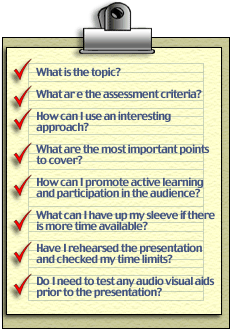 What is the topic?
What are the assessment criteria?
How can I use an interesting
approach?
What are the most important points
to cover?
How can I promote active learning
and participation in the audience?
What can I have up my sleeve if there
is more time available?
Have I rehearsed the presentation
and checked my time limits?
Do I need to test any audio visual aids
prior to the presentation?